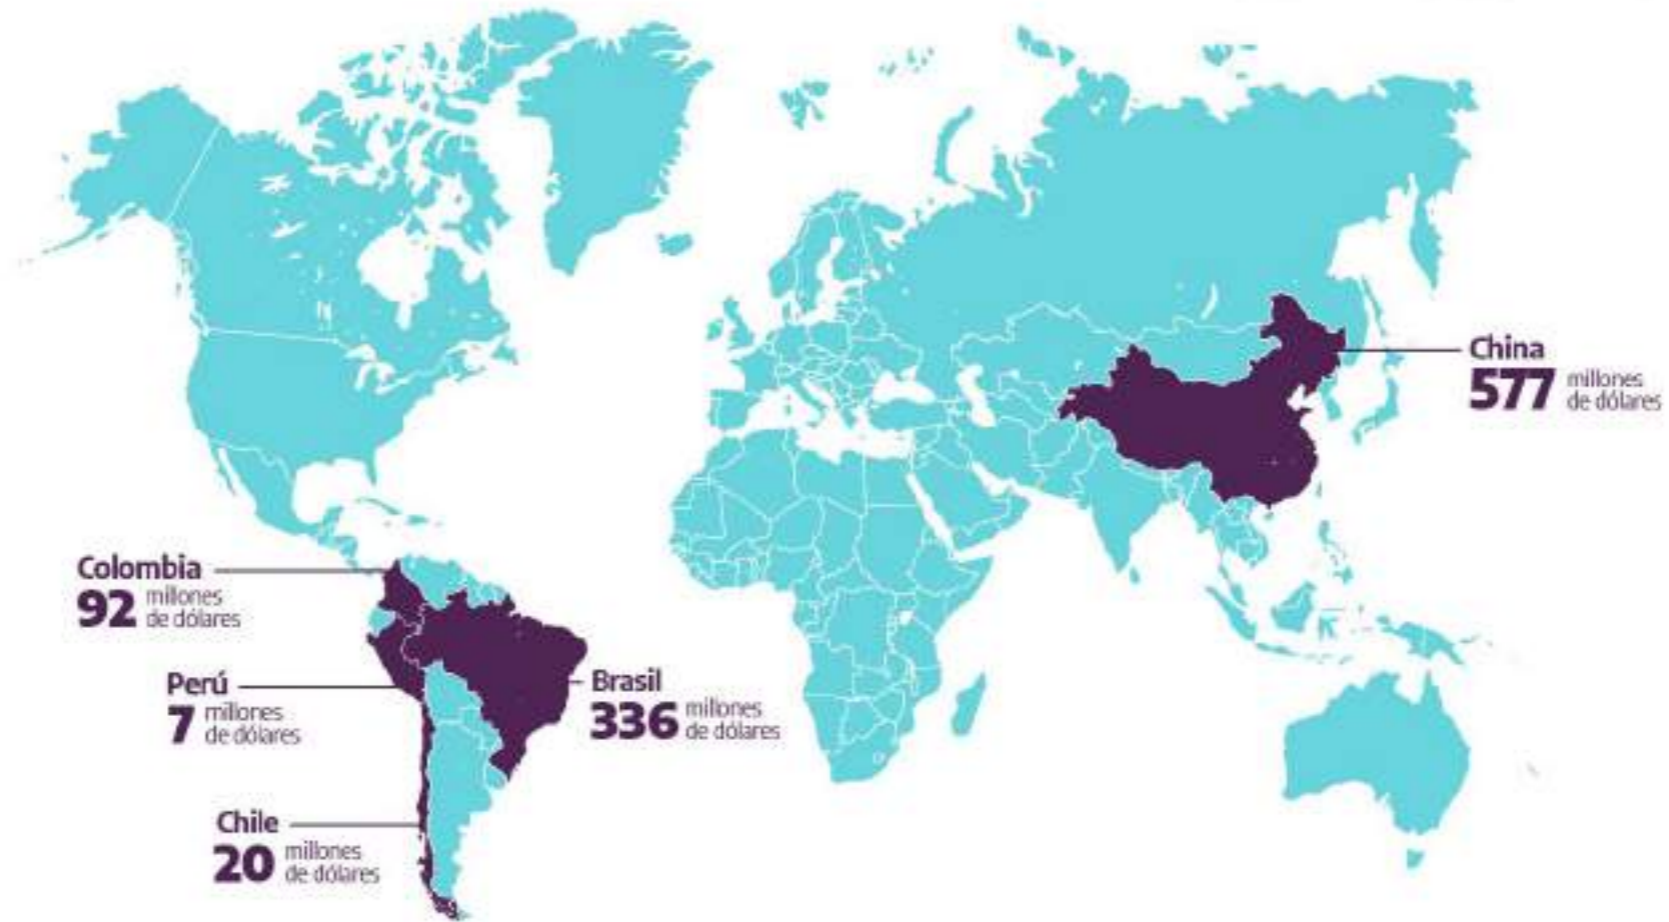 China
577 millones
de dólares
Colombia
92 millones
de dólares
Perú
7 millones
de dólares
Brasil
336 millones
de dólares
Chile
20 millones
de dólares